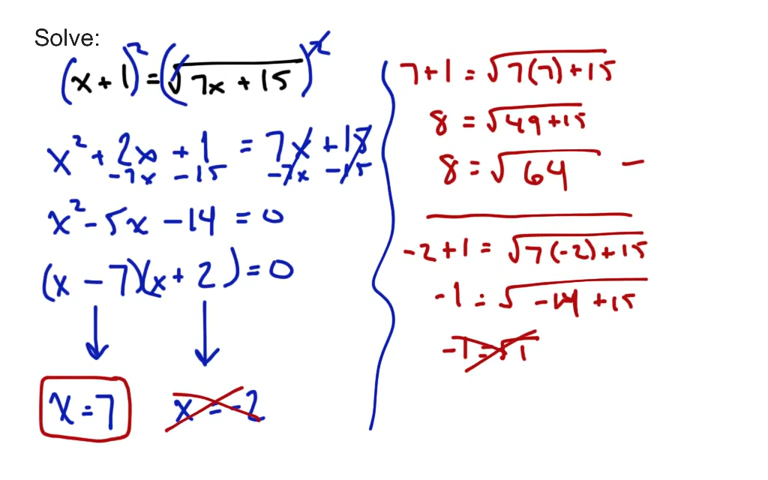 Solve:
(x + 1)² = (√7x + 15)²
x² + 2x + 1 = 7x + 15
-7x -15 -7x -15
x² - 5x - 14 = 0
(x - 7)(x + 2) = 0
x = 7 x = -2
7 + 1 = √7(7) + 15
8 = √49 + 15
8 = √64
-2 + 1 = √7(-2) + 15
-1 = √-14 + 15
-1 = √1